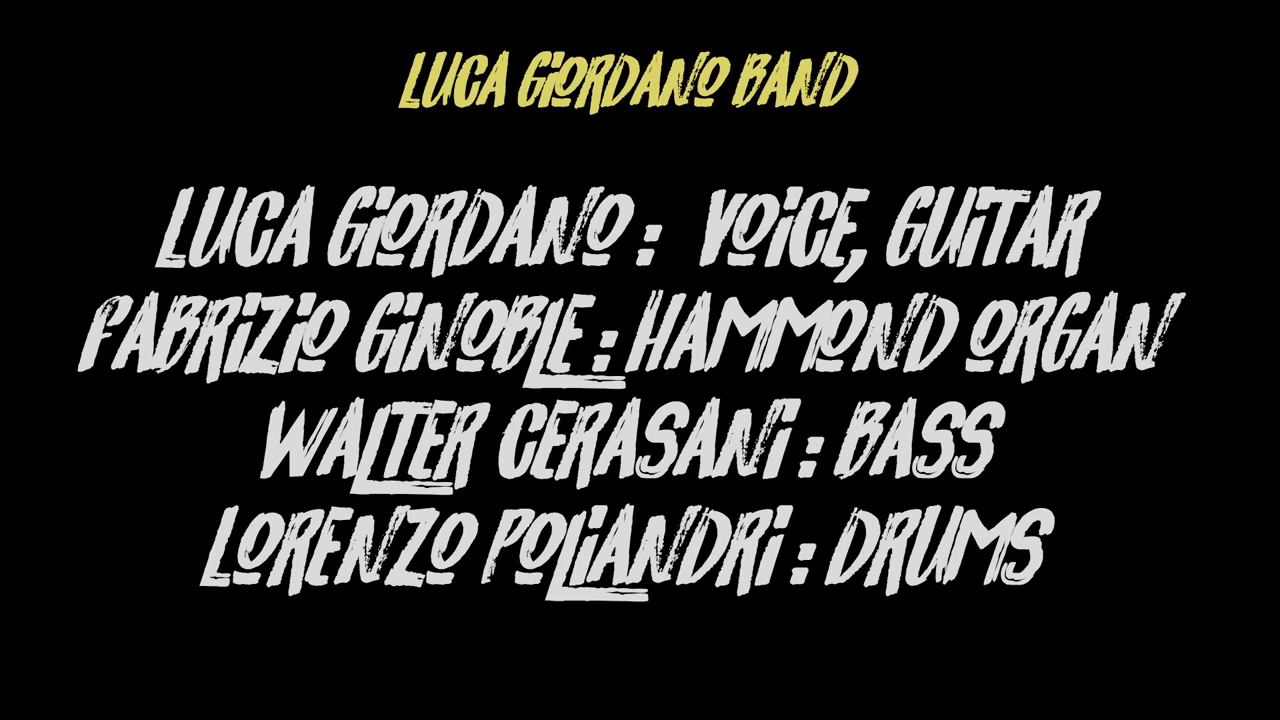 LUCA GiORDANO BAND
LUCA GiORDANO : VOiCE, GUiTAR
FABRiZiO GiNOBLE : HAMMOND ORGAN
WALTER CERASANi : BASS
LORENZO POLiANDRi : DRUMS